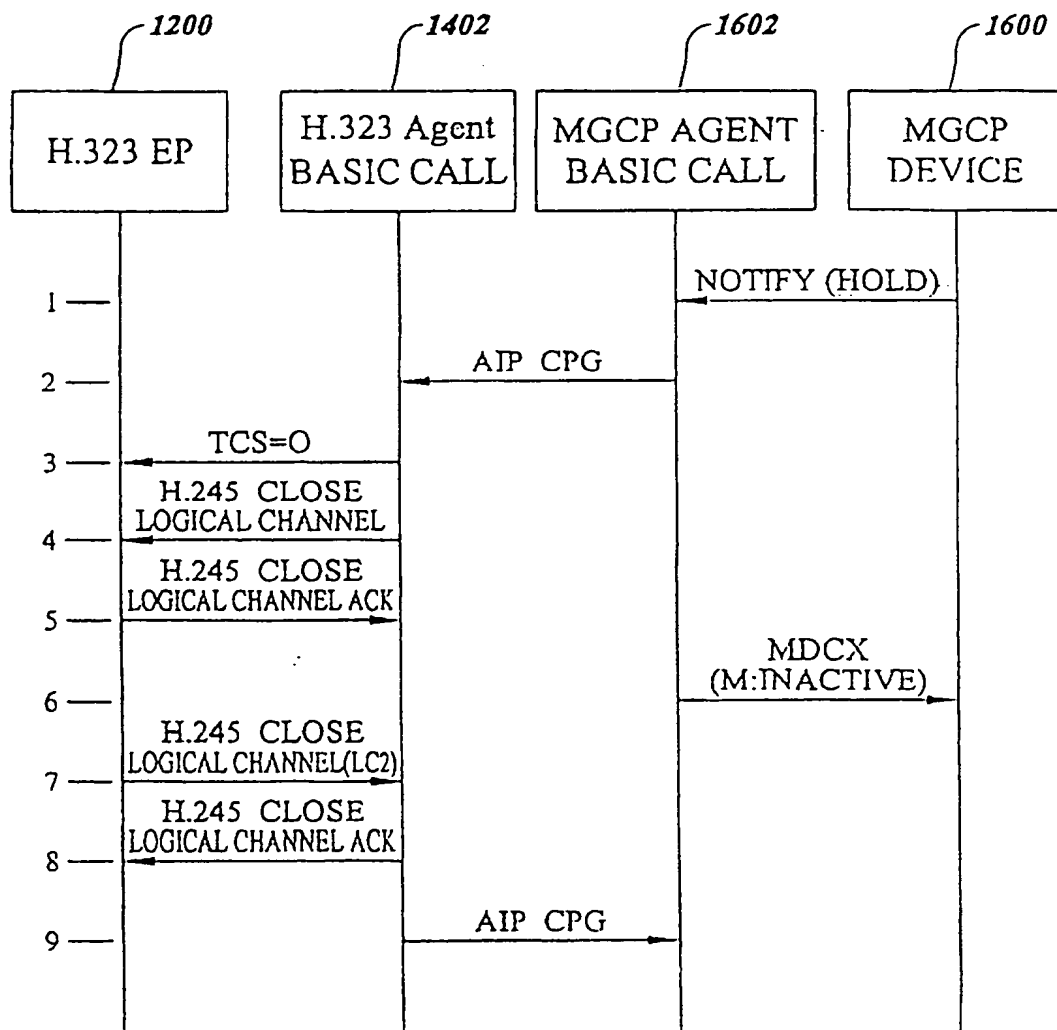 1200
1402
1602
1600
H.323 EP
H.323 Agent
BASIC CALL
MGCP AGENT
BASIC CALL
MGCP
DEVICE
1
NOTIFY (HOLD)
2
AIP CPG
3
TCS=O
H.245 CLOSE
LOGICAL CHANNEL
4
H.245 CLOSE
LOGICAL CHANNEL ACK
5
MDCX
(M:INACTIVE)
6
H.245 CLOSE
LOGICAL CHANNEL(LC2)
7
H.245 CLOSE
LOGICAL CHANNEL ACK
8
9
AIP CPG